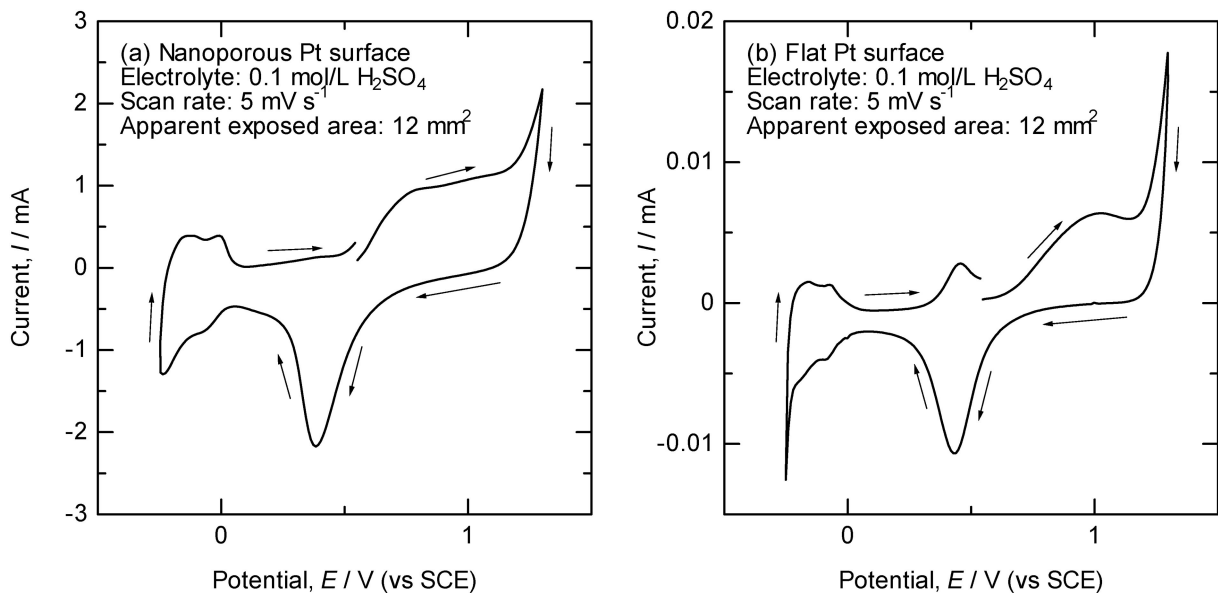 3
2
1
0
-1
-2
-3
Current, I / mA
(a) Nanoporous Pt surface
Electrolyte: 0.1 mol/L H₂SO₄
Scan rate: 5 mV s⁻¹
Apparent exposed area: 12 mm²
0
1
Potential, E / V (vs SCE)
0.02
0.01
0
-0.01
Current, I / mA
(b) Flat Pt surface
Electrolyte: 0.1 mol/L H₂SO₄
Scan rate: 5 mV s⁻¹
Apparent exposed area: 12 mm²
0
1
Potential, E / V (vs SCE)